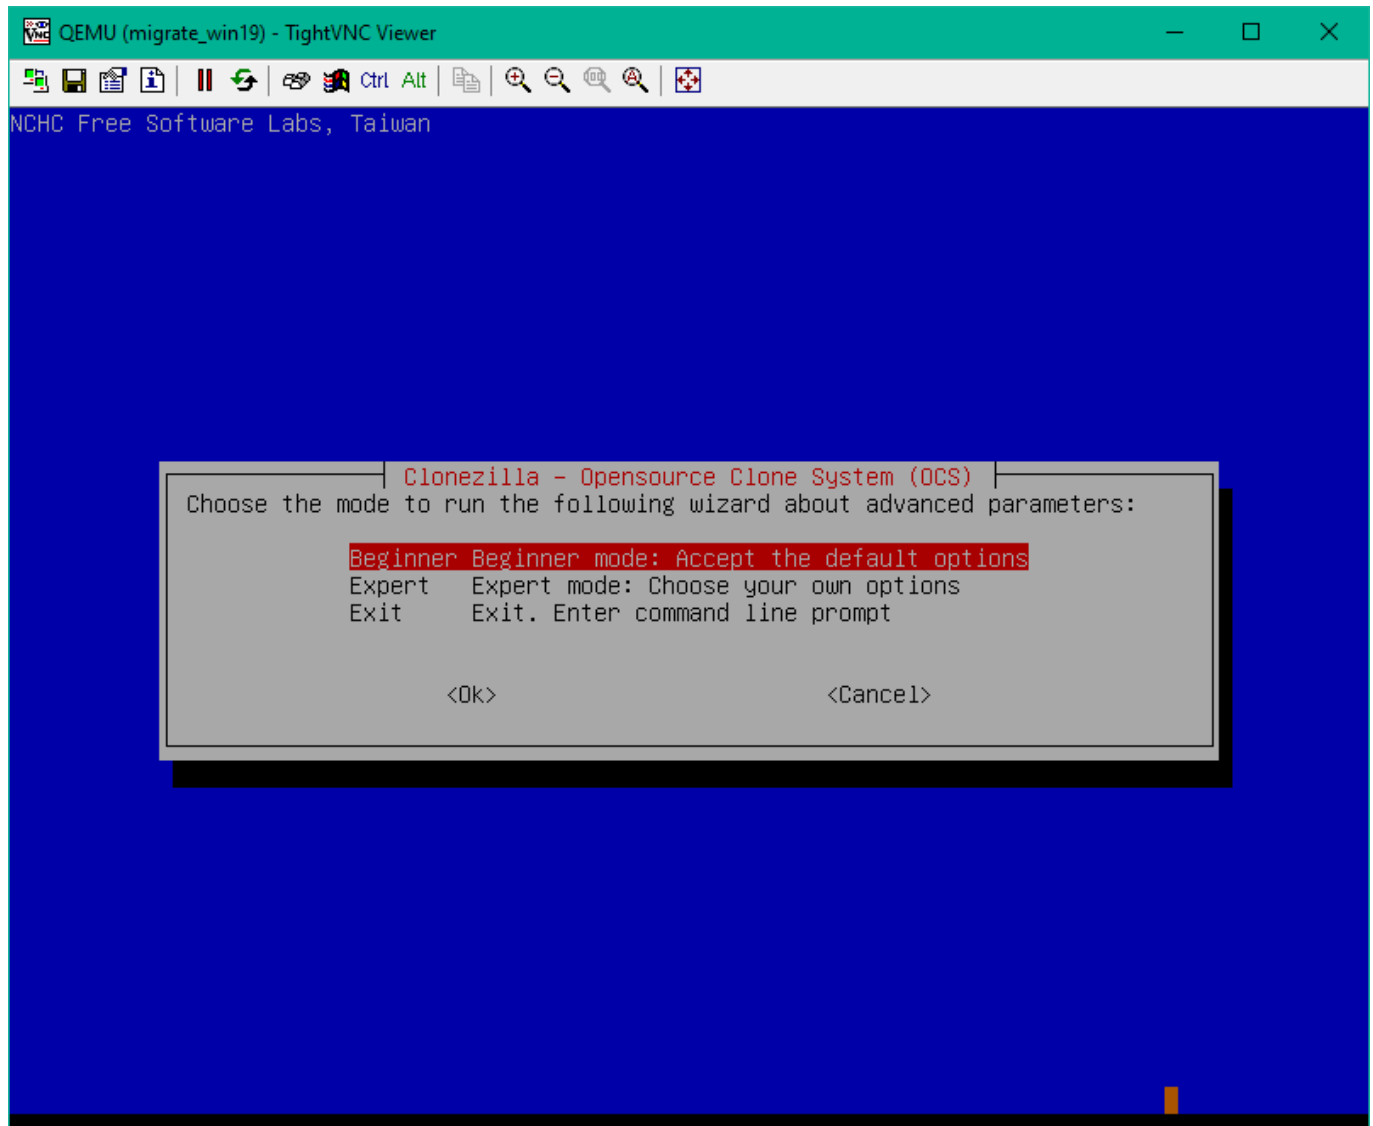 QEMU (migrate_win19) - TightVNC Viewer
Ctrl Alt
NCHC Free Software Labs, Taiwan
Clonezilla - Opensource Clone System (OCS)
Choose the mode to run the following wizard about advanced parameters:
Beginner Beginner mode: Accept the default options
Expert Expert mode: Choose your own options
Exit Exit. Enter command line prompt
<Ok> <Cancel>